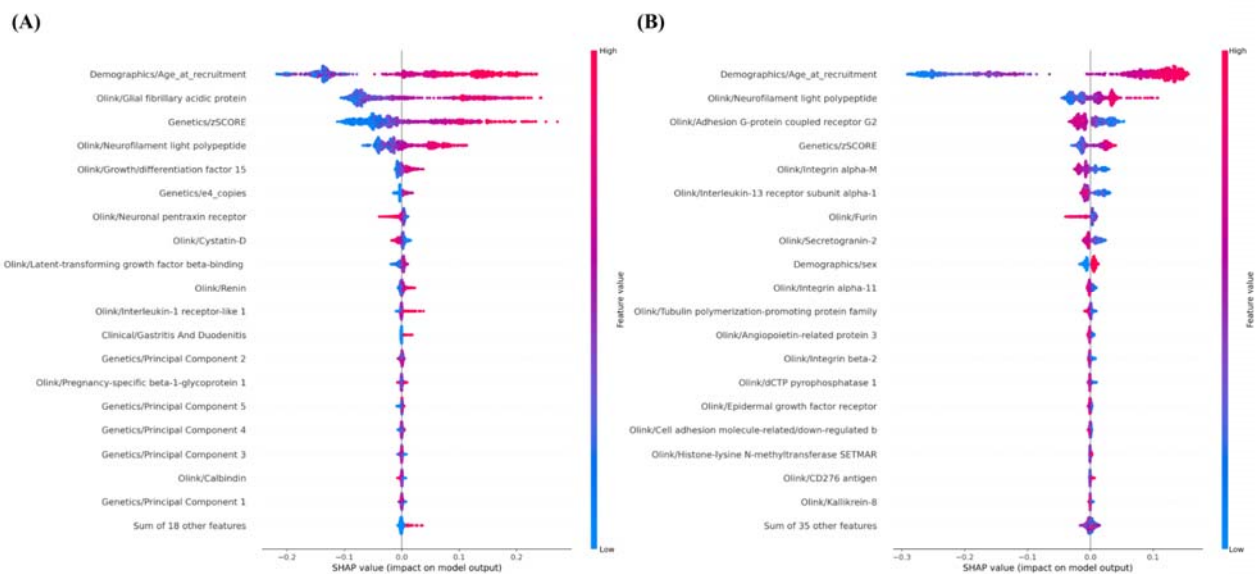 (A)
High
Demographics/Age_at_recruitment
Olink/Glial fibrillary acidic protein
Genetics/zSCORE
Olink/Neurofilament light polypeptide
Olink/Growth/differentiation factor 15
Genetics/e4_copies
Olink/Neuronal pentraxin receptor
Olink/Cystatin-D
Olink/Latent-transforming growth factor beta-binding
Olink/Renin
Olink/Interleukin-1 receptor-like 1
Clinical/Gastritis And Duodenitis
Genetics/Principal Component 2
Olink/Pregnancy-specific beta-1-glycoprotein 1
Genetics/Principal Component 5
Genetics/Principal Component 4
Genetics/Principal Component 3
Olink/Calbindin
Genetics/Principal Component 1
Sum of 18 other features
Feature value
Low
−0.2 −0.1 0.0 0.1 0.2
SHAP value (impact on model output)
(B)
High
Demographics/Age_at_recruitment
Olink/Neurofilament light polypeptide
Olink/Adhesion G-protein coupled receptor G2
Genetics/zSCORE
Olink/Integrin alpha-M
Olink/Interleukin-13 receptor subunit alpha-1
Olink/Furin
Olink/Secretogranin-2
Demographics/sex
Olink/Integrin alpha-11
Olink/Tubulin polymerization-promoting protein family
Olink/Angiopoietin-related protein 3
Olink/Integrin beta-2
Olink/dCTP pyrophosphatase 1
Olink/Epidermal growth factor receptor
Olink/Cell adhesion molecule-related/down-regulated b
Olink/Histone-lysine N-methyltransferase SETMAR
Olink/CD276 antigen
Olink/Kallikrein-8
Sum of 35 other features
Feature value
Low
−0.3 −0.2 −0.1 0.0 0.1
SHAP value (impact on model output)